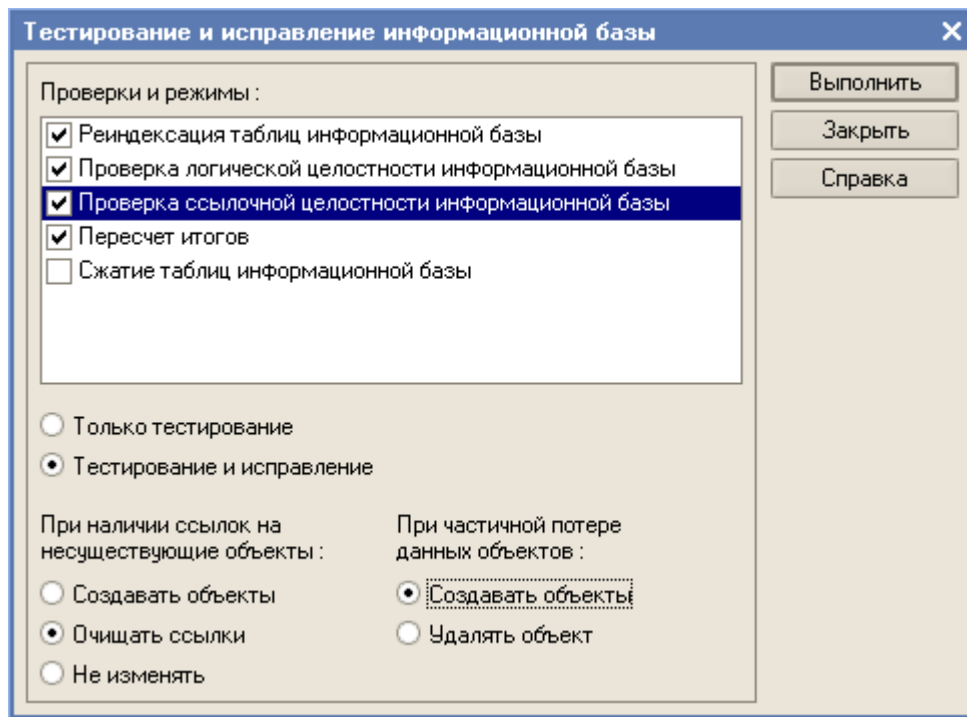 Тестирование и исправление информационной базы
Проверки и режимы :
Реиндексация таблиц информационной базы
Проверка логической целостности информационной базы
Проверка ссылочной целостности информационной базы
Пересчет итогов
Сжатие таблиц информационной базы
Только тестирование
Тестирование и исправление
При наличии ссылок на
несуществующие объекты :
Создавать объекты
Очищать ссылки
Не изменять
При частичной потере
данных объектов :
Создавать объекты
Удалять объект
Выполнить
Закрыть
Справка